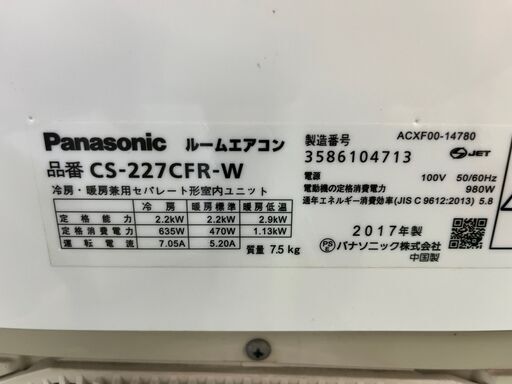 Panasonic ルームエアコン
品番 CS-227CFR-W
冷房・暖房兼用セパレート形室内ユニット
冷房 暖房標準 暖房低温
定格能力 2.2kW 2.2kW 2.9kW
定格消費電力 635W 470W 1.13kW
運転電流 7.05A 5.20A
質量 7.5 kg
ACXF00-14780
製造番号
3586104713 JET
電源 100V 50/60Hz
電動機の定格消費電力 980W
通年エネルギー消費効率(JIS C 9612:2013) 5.8
2017年製
PSE パナソニック株式会社
中国製